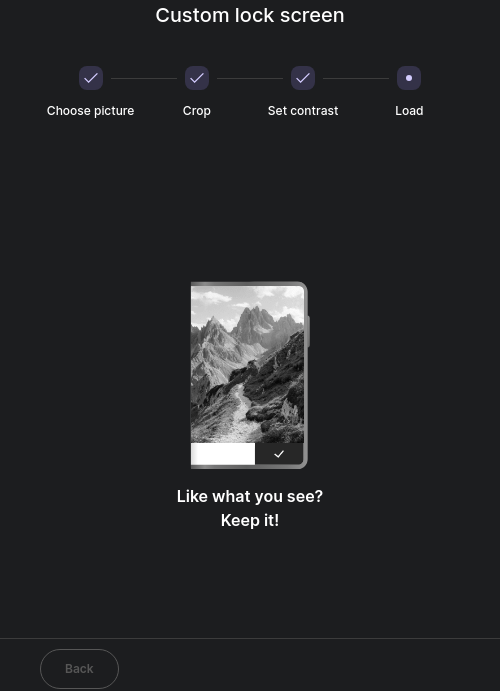 Custom lock screen
Choose picture
Crop
Set contrast
Load
Like what you see?
Keep it!
Back